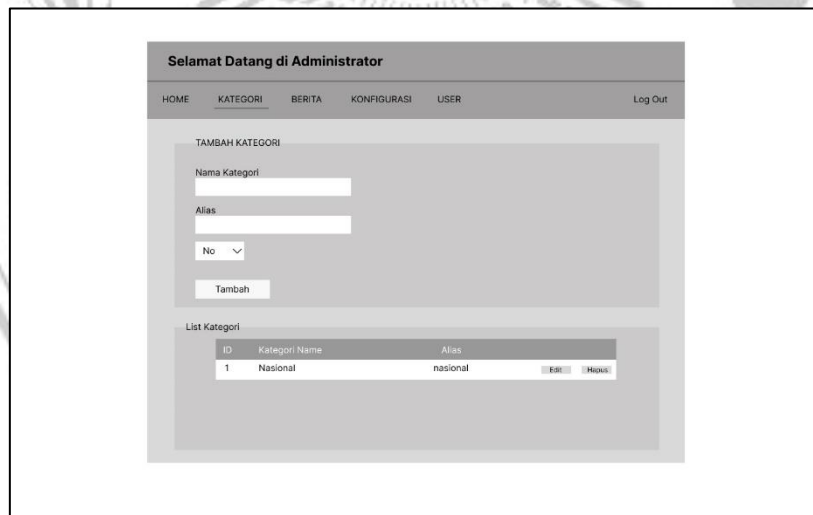 Selamat Datang di Administrator
HOME KATEGORI BERITA KONFIGURASI USER Log Out
TAMBAH KATEGORI
Nama Kategori
Alias
No
Tambah
List Kategori
ID Kategori Name Alias
1 Nasional nasional Edit Hapus